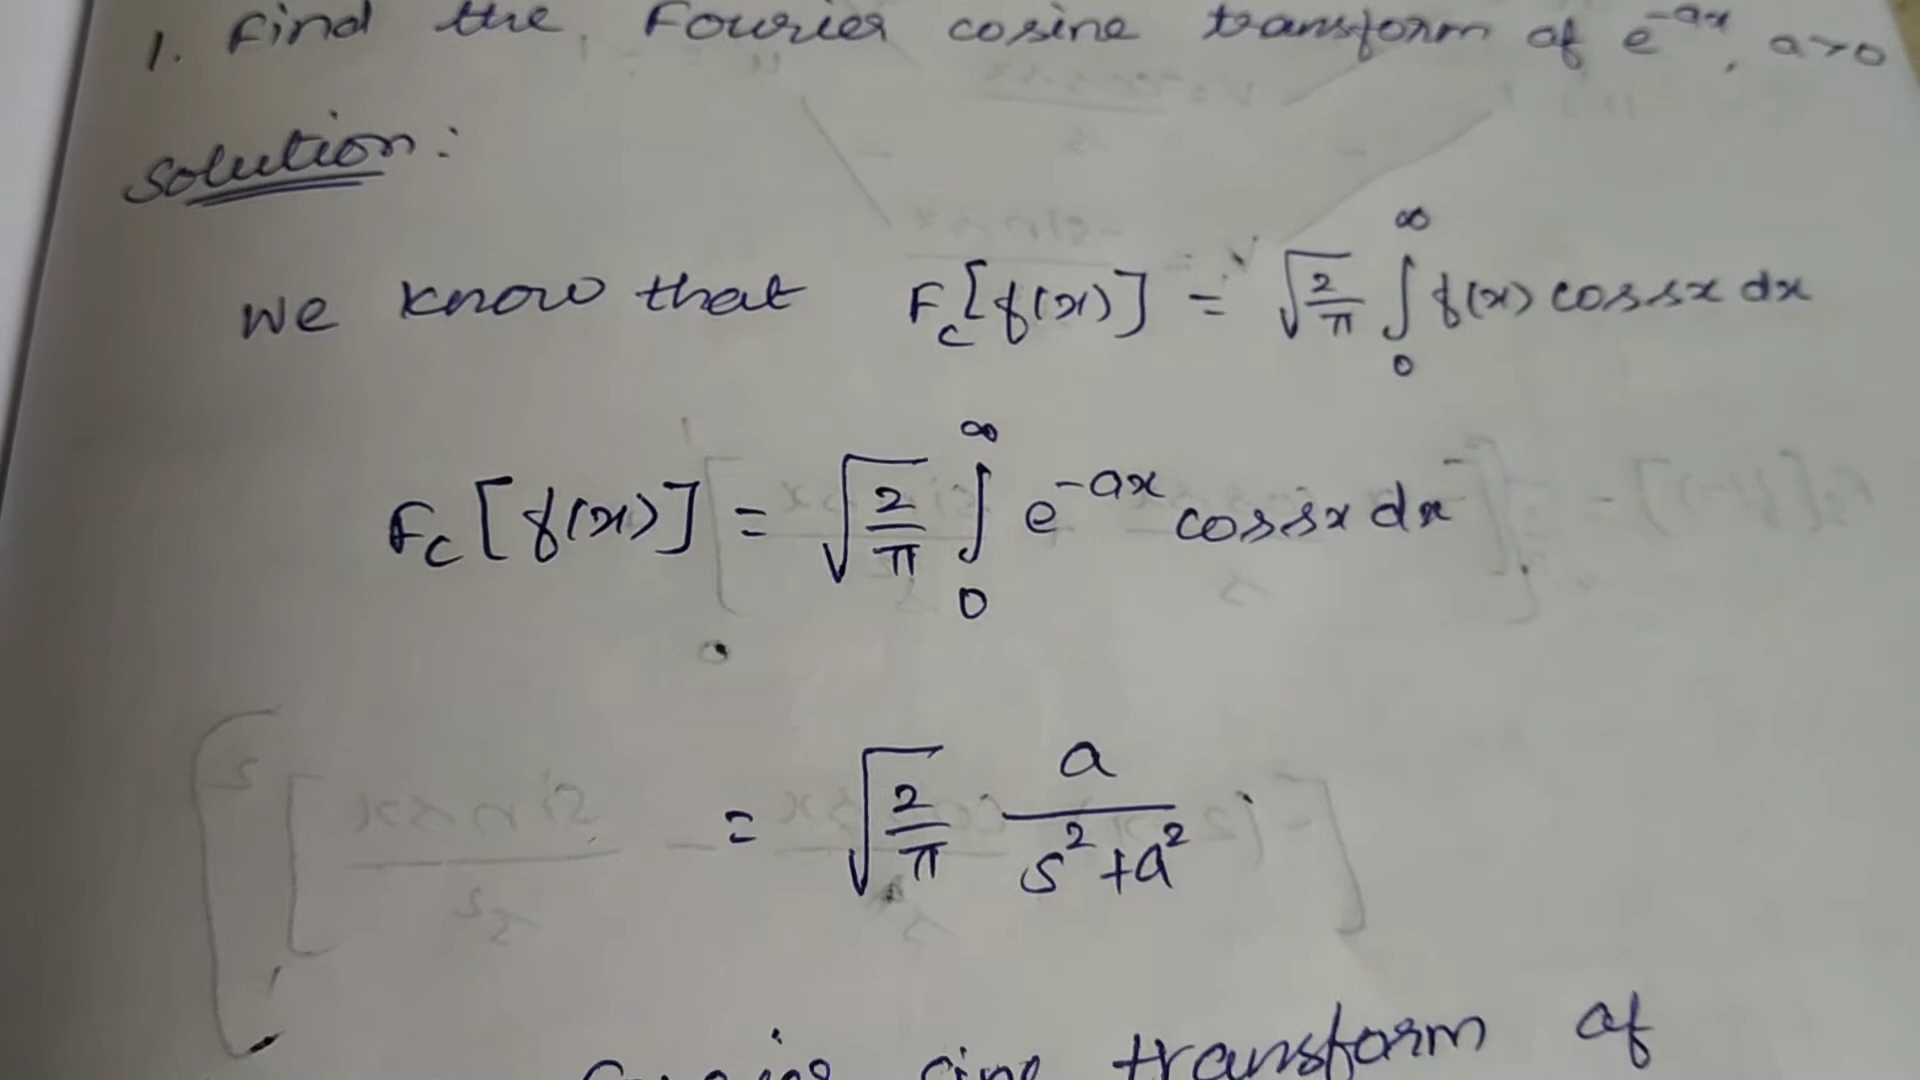 1. Find the Fourier cosine transform of e^-ax, a>0
Solution:
We know that F_c[f(x)] = √(2/π) ∫_0^∞ f(x) cos sx dx
F_c[f(x)] = √(2/π) ∫_0^∞ e^-ax cos sx dx
= √(2/π) a/(s²+a²)
sine transform of